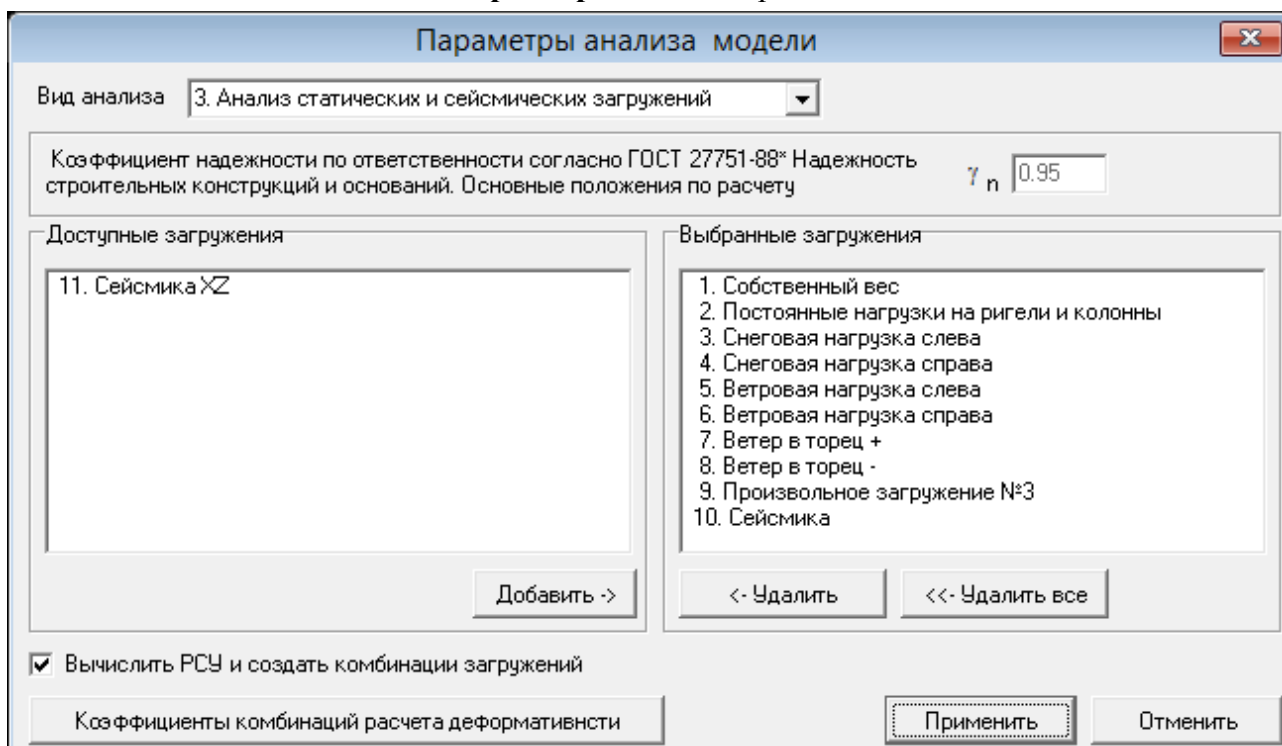 Параметры анализа модели
Вид анализа 3. Анализ статических и сейсмических загружений
Коэффициент надежности по ответственности согласно ГОСТ 27751-88* Надежность
строительных конструкций и оснований. Основные положения по расчету
γ n 0.95
Доступные загружения
11. Сейсмика XZ
Добавить ->
Выбранные загружения
1. Собственный вес
2. Постоянные нагрузки на ригели и колонны
3. Снеговая нагрузка слева
4. Снеговая нагрузка справа
5. Ветровая нагрузка слева
6. Ветровая нагрузка справа
7. Ветер в торец +
8. Ветер в торец -
9. Произвольное загружение №3
10. Сейсмика
<- Удалить <<- Удалить все
Вычислить РСУ и создать комбинации загружений
Коэффициенты комбинаций расчета деформативнсти Применить Отменить